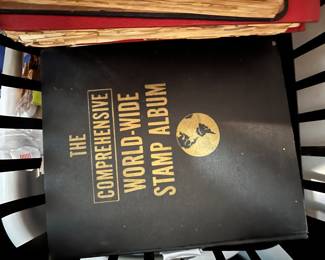 THE
COMPREHENSIVE
WORLD-WIDE
STAMP ALBUM